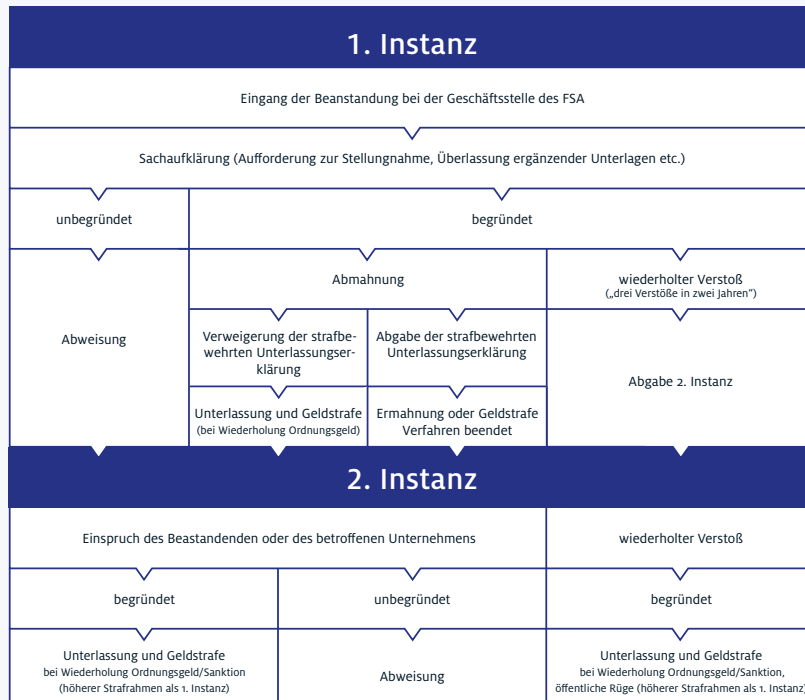 1. Instanz
Eingang der Beanstandung bei der Geschäftsstelle des FSA
Sachaufklärung (Aufforderung zur Stellungnahme, Überlassung ergänzender Unterlagen etc.)
unbegründet
begründet
Abmahnung
wiederholter Verstoß
(„drei Verstöße in zwei Jahren“)
Abweisung
Verweigerung der strafbe-
wehrten Unterlassungser-
klärung
Abgabe der strafbewehrten
Unterlassungserklärung
Abgabe 2. Instanz
Unterlassung und Geldstrafe
(bei Wiederholung Ordnungsgeld)
Ermahnung oder Geldstrafe
Verfahren beendet
2. Instanz
Einspruch des Beastandenden oder des betroffenen Unternehmens
wiederholter Verstoß
begründet
unbegründet
begründet
Unterlassung und Geldstrafe
bei Wiederholung Ordnungsgeld/Sanktion
(höherer Strafrahmen als 1. Instanz)
Abweisung
Unterlassung und Geldstrafe
bei Wiederholung Ordnungsgeld/Sanktion,
öffentliche Rüge (höherer Strafrahmen als 1. Instanz)